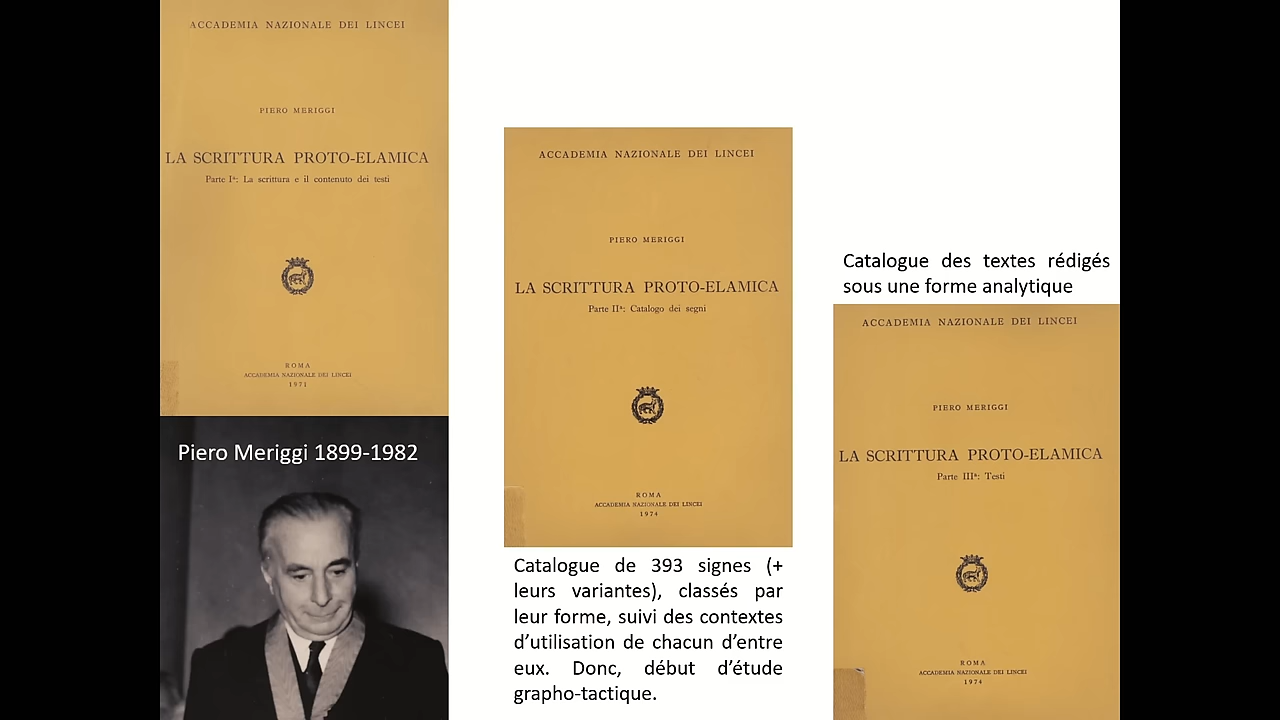 ACCADEMIA NAZIONALE DEI LINCEI
PIERO MERIGGI
LA SCRITTURA PROTO-ELAMICA
Parte Iª: La scrittura e il contenuto dei testi
ROMA
ACCADEMIA NAZIONALE DEI LINCEI
1971
Piero Meriggi 1899-1982
ACCADEMIA NAZIONALE DEI LINCEI
PIERO MERIGGI
LA SCRITTURA PROTO-ELAMICA
Parte IIª: Catalogo dei segni
ROMA
ACCADEMIA NAZIONALE DEI LINCEI
1974
Catalogue de 393 signes (+
leurs variantes), classés par
leur forme, suivi des contextes
d’utilisation de chacun d’entre
eux. Donc, début d’étude
grapho-tactique.
Catalogue des textes rédigés
sous une forme analytique
ACCADEMIA NAZIONALE DEI LINCEI
PIERO MERIGGI
LA SCRITTURA PROTO-ELAMICA
Parte IIIª: Testi
ROMA
ACCADEMIA NAZIONALE DEI LINCEI
1974